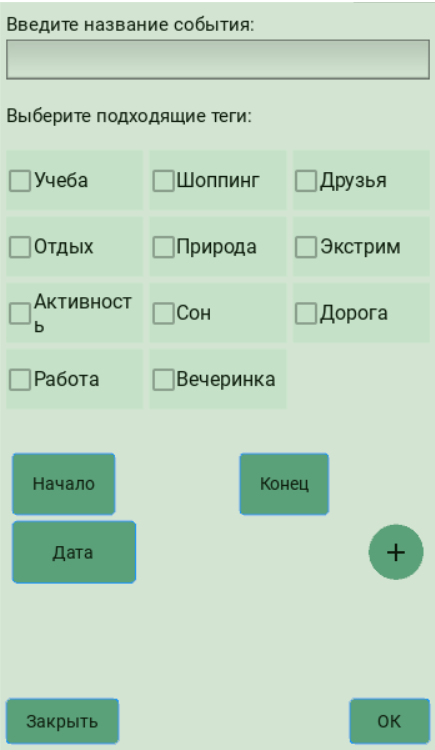 Введите название события:
Выберите подходящие теги:
Учеба Шоппинг Друзья
Отдых Природа Экстрим
Активност
ь Сон Дорога
Работа Вечеринка
Начало Конец
Дата +
Закрыть ОК